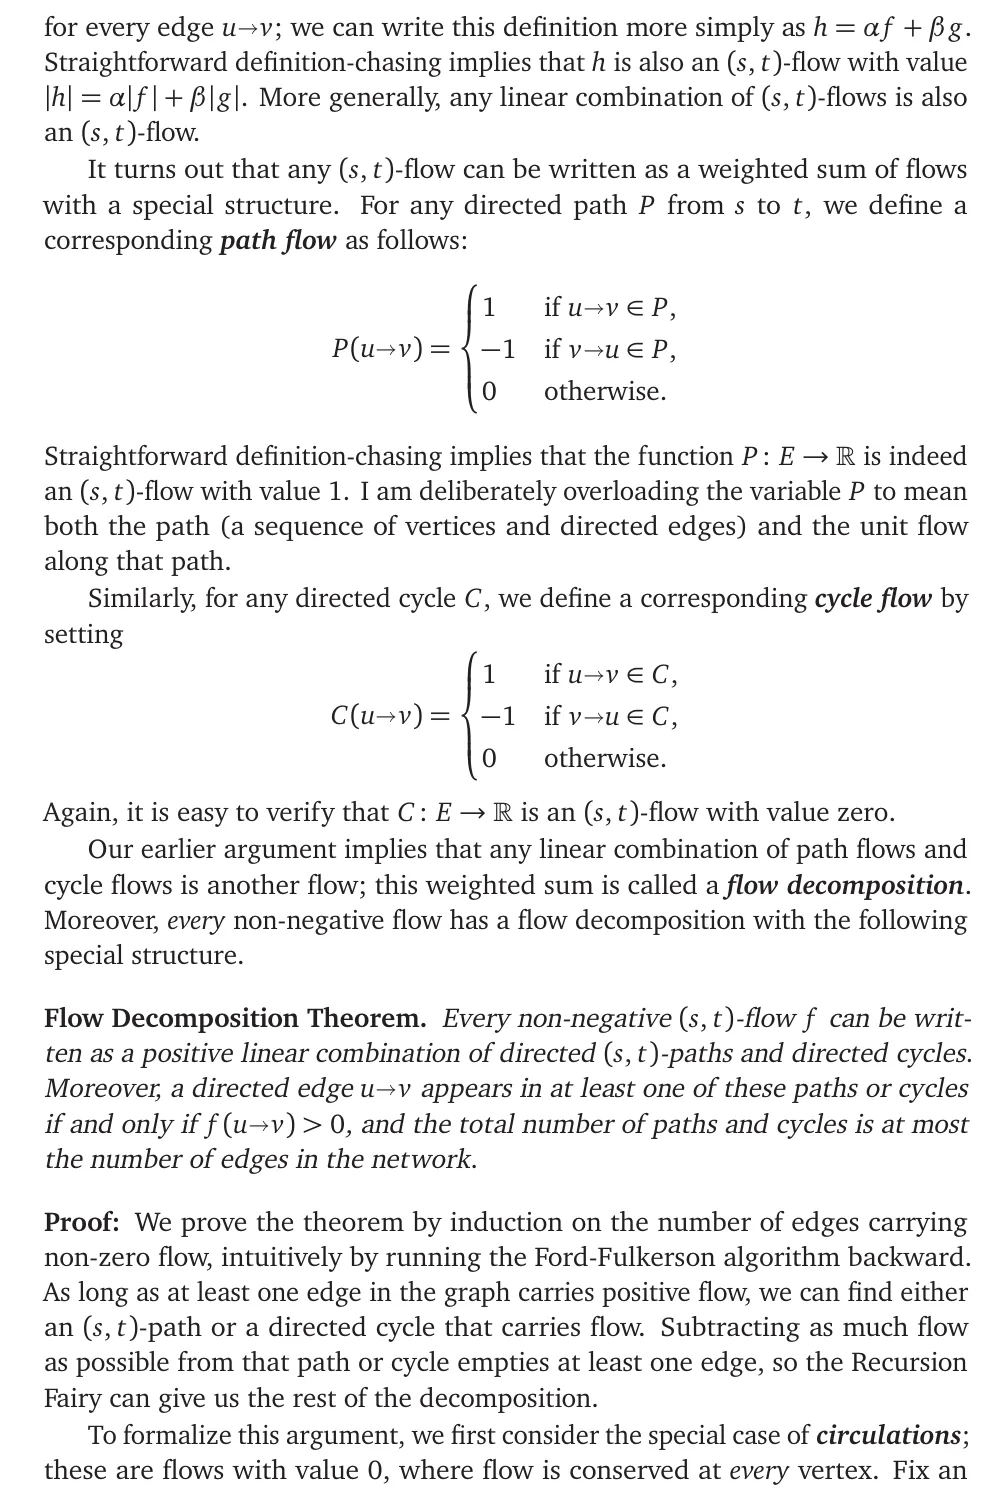 for every edge u→v; we can write this definition more simply as h = αf + βg.
Straightforward definition-chasing implies that h is also an (s, t)-flow with value
|h| = α|f| + β|g|. More generally, any linear combination of (s, t)-flows is also
an (s, t)-flow.
It turns out that any (s, t)-flow can be written as a weighted sum of flows
with a special structure. For any directed path P from s to t, we define a
corresponding path flow as follows:
P(u→v) = { 1 if u→v ∈ P,
−1 if v→u ∈ P,
0 otherwise.
Straightforward definition-chasing implies that the function P : E → ℝ is indeed
an (s, t)-flow with value 1. I am deliberately overloading the variable P to mean
both the path (a sequence of vertices and directed edges) and the unit flow
along that path.
Similarly, for any directed cycle C, we define a corresponding cycle flow by
setting
C(u→v) = { 1 if u→v ∈ C,
−1 if v→u ∈ C,
0 otherwise.
Again, it is easy to verify that C : E → ℝ is an (s, t)-flow with value zero.
Our earlier argument implies that any linear combination of path flows and
cycle flows is another flow; this weighted sum is called a flow decomposition.
Moreover, every non-negative flow has a flow decomposition with the following
special structure.
Flow Decomposition Theorem. Every non-negative (s, t)-flow f can be writ-
ten as a positive linear combination of directed (s, t)-paths and directed cycles.
Moreover, a directed edge u→v appears in at least one of these paths or cycles
if and only if f(u→v) > 0, and the total number of paths and cycles is at most
the number of edges in the network.
Proof: We prove the theorem by induction on the number of edges carrying
non-zero flow, intuitively by running the Ford-Fulkerson algorithm backward.
As long as at least one edge in the graph carries positive flow, we can find either
an (s, t)-path or a directed cycle that carries flow. Subtracting as much flow
as possible from that path or cycle empties at least one edge, so the Recursion
Fairy can give us the rest of the decomposition.
To formalize this argument, we first consider the special case of circulations;
these are flows with value 0, where flow is conserved at every vertex. Fix an